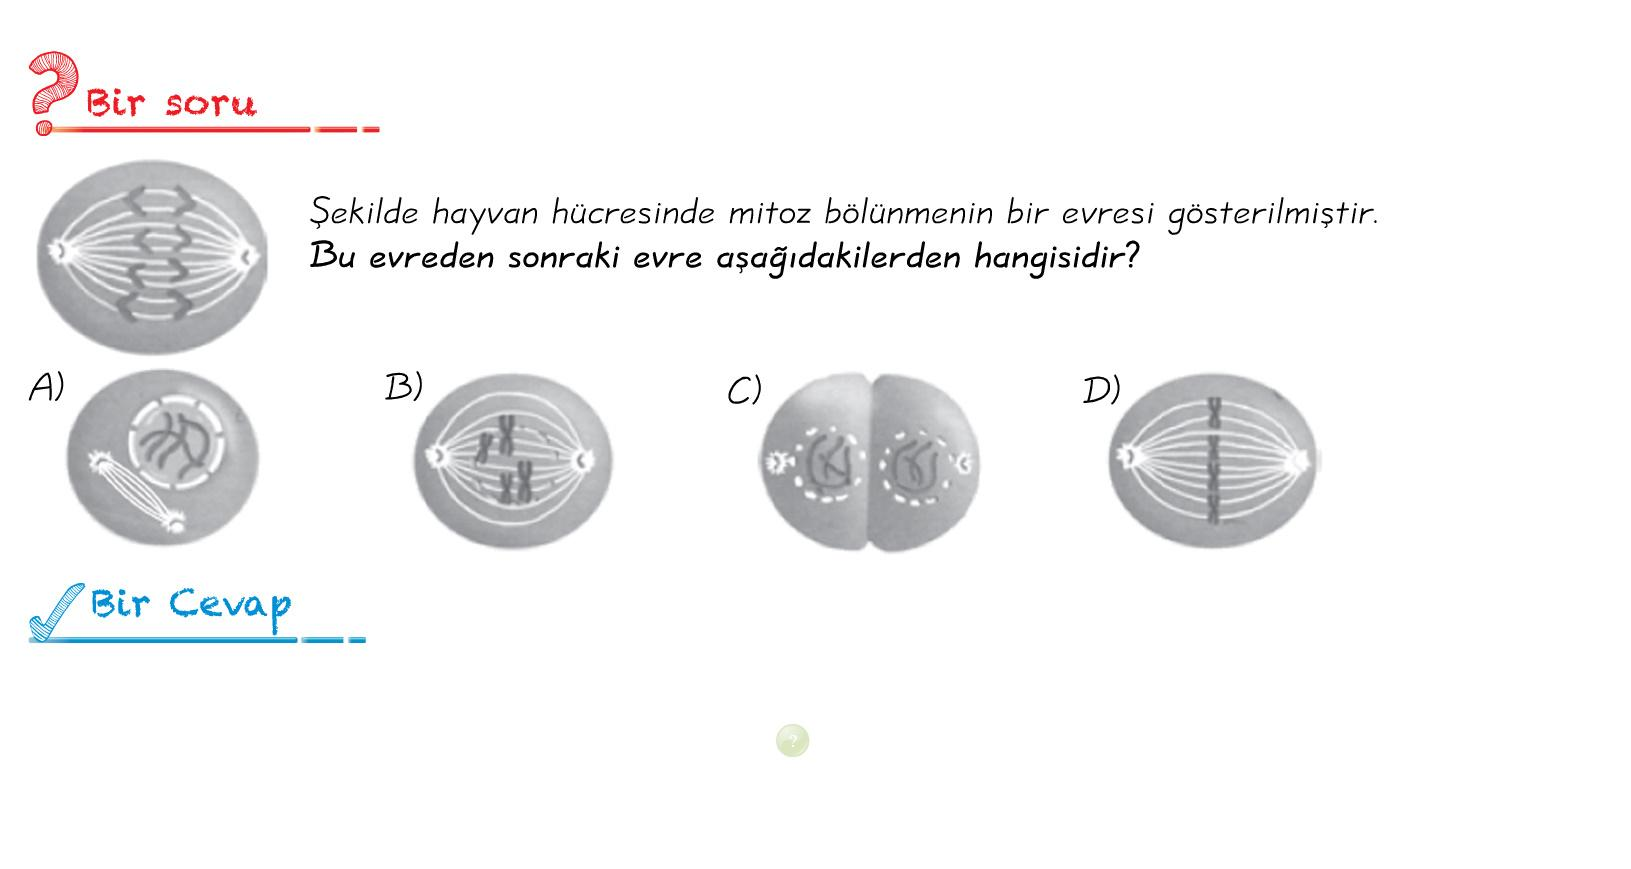 ?
Bir soru
Şekilde hayvan hücresinde mitoz bölünmenin bir evresi gösterilmiştir.
Bu evreden sonraki evre aşağıdakilerden hangisidir?
A)
B)
C)
D)
Bir Cevap
?